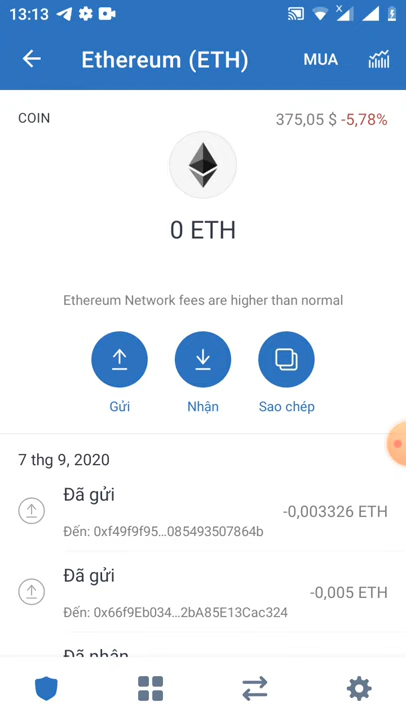 13:13
Ethereum (ETH)
MUA
COIN
375,05 $ -5,78%
0 ETH
Ethereum Network fees are higher than normal
Gửi
Nhận
Sao chép
7 thg 9, 2020
Đã gửi
-0,003326 ETH
Đến: 0xf49f9f95...085493507864b
Đã gửi
-0,005 ETH
Đến: 0x66f9Eb034...2bA85E13Cac324
Đã nhận